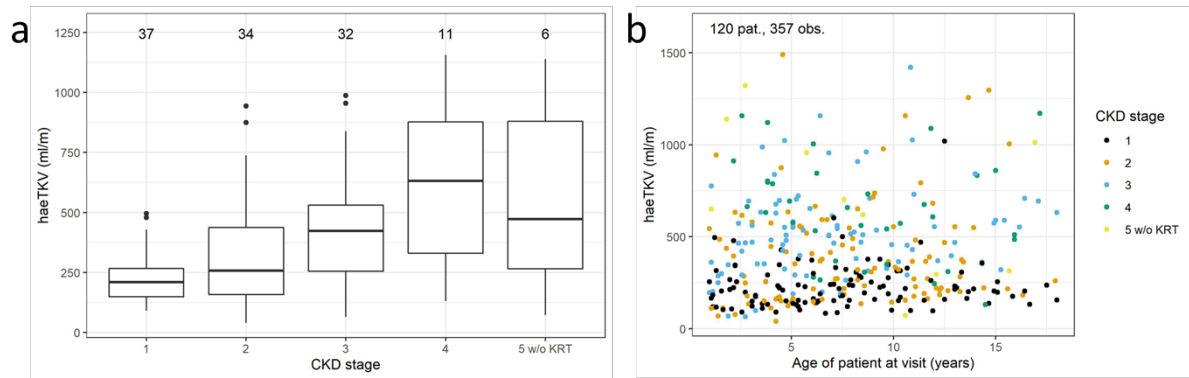 a
haeTKV (ml/m)
1250
1000
750
500
250
0
37 34 32 11 6
1 2 3 4 5 w/o KRT
CKD stage
b
haeTKV (ml/m)
1500
1000
500
0
120 pat., 357 obs.
5 10 15
Age of patient at visit (years)
CKD stage
1
2
3
4
5 w/o KRT